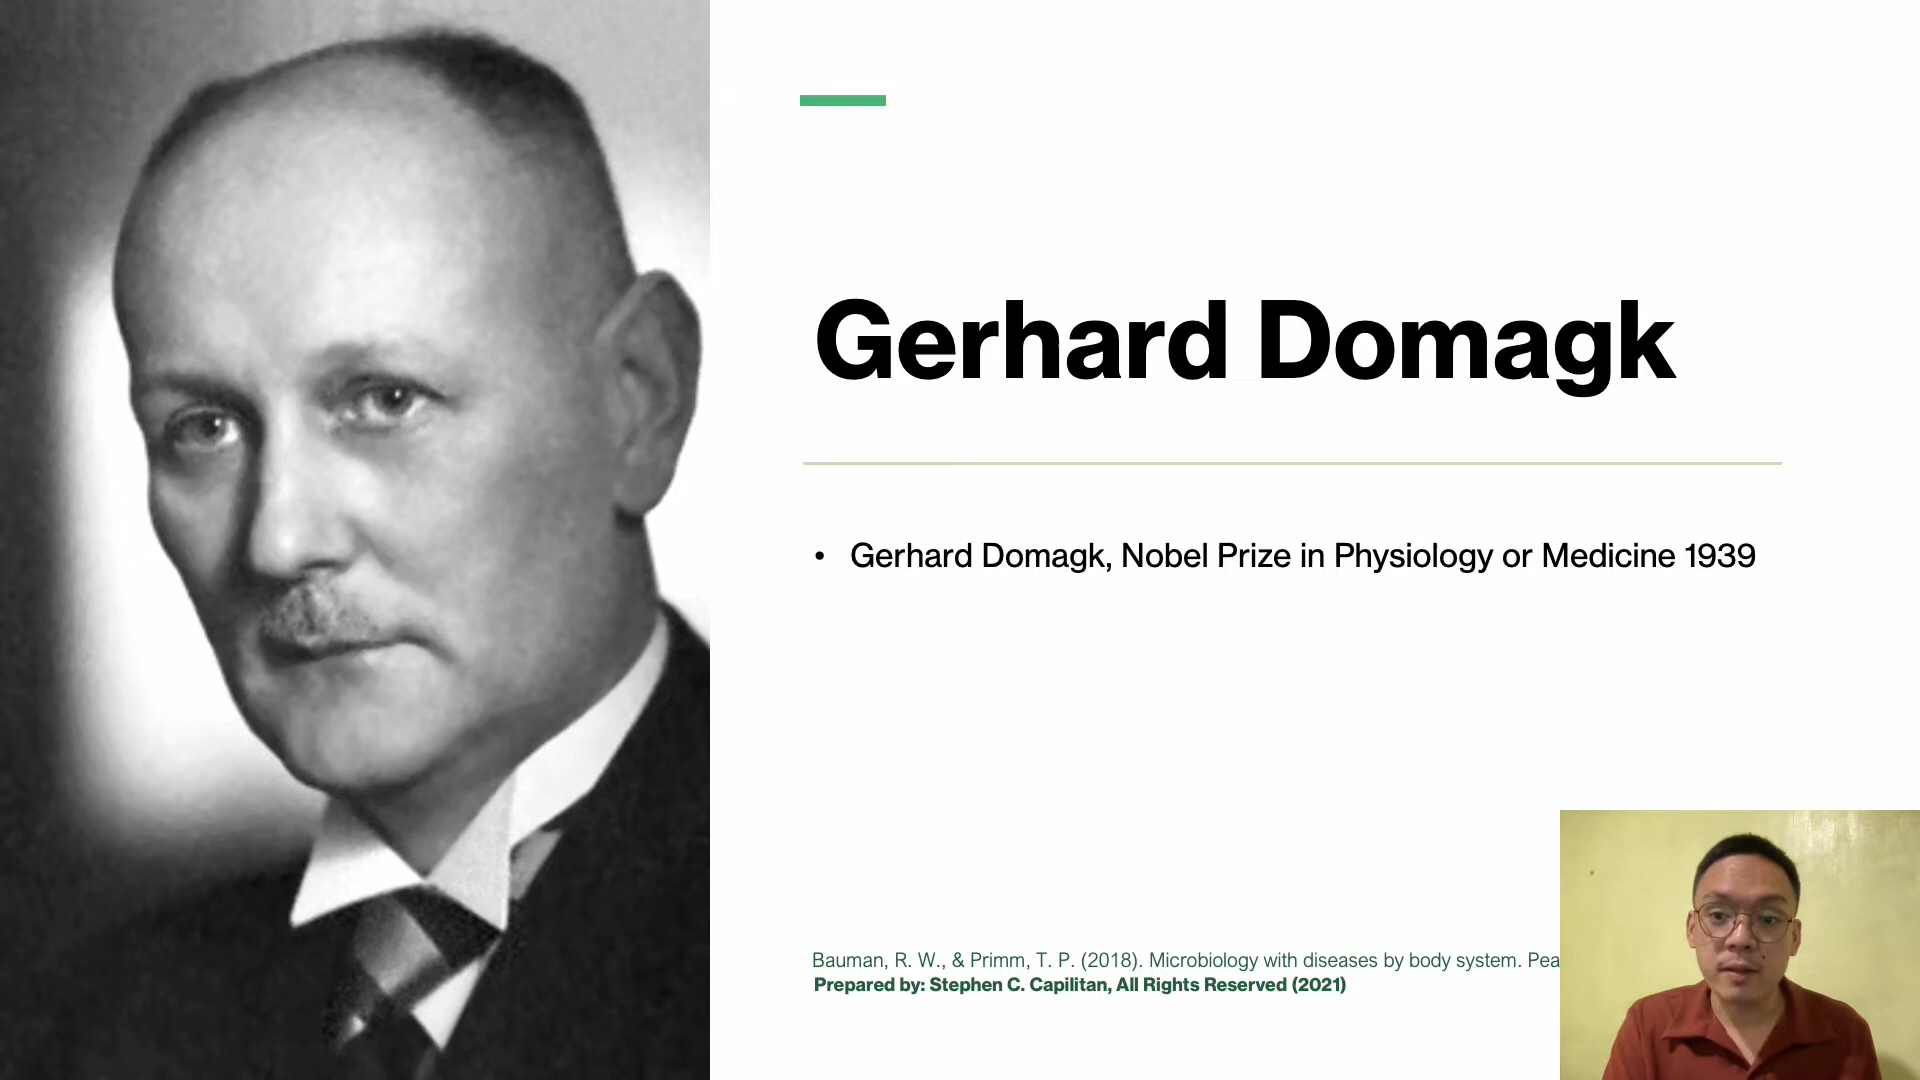 Gerhard Domagk
• Gerhard Domagk, Nobel Prize in Physiology or Medicine 1939
Bauman, R. W., & Primm, T. P. (2018). Microbiology with diseases by body system.
Prepared by: Stephen C. Capilitan, All Rights Reserved (2021)